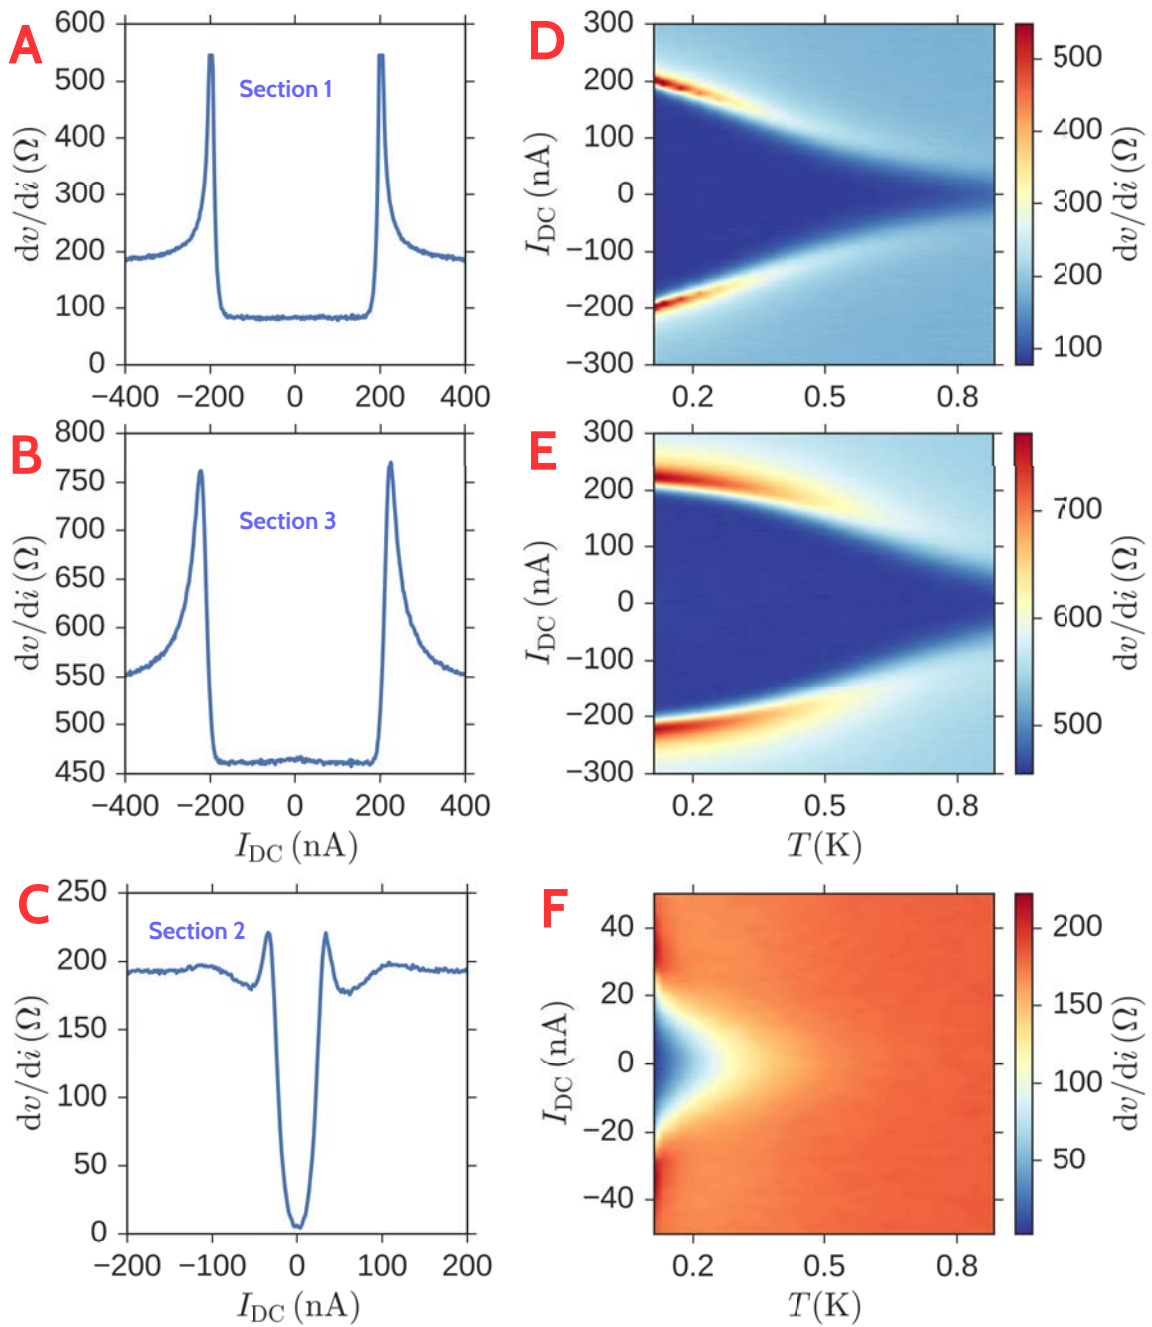 A
600
500
400
300
200
100
0
dv/di (Ω)
Section 1
−400 −200 0 200 400
D
300
200
100
0
−100
−200
−300
I_DC (nA)
0.2 0.5 0.8
500
400
300
200
100
dv/di (Ω)
B
800
750
700
650
600
550
500
450
dv/di (Ω)
Section 3
−400 −200 0 200 400
I_DC (nA)
E
300
200
100
0
−100
−200
−300
I_DC (nA)
0.2 0.5 0.8
T(K)
700
600
500
dv/di (Ω)
C
250
200
150
100
50
0
dv/di (Ω)
Section 2
−200 −100 0 100 200
I_DC (nA)
F
40
20
0
−20
−40
I_DC (nA)
0.2 0.5 0.8
T(K)
200
150
100
50
dv/di (Ω)